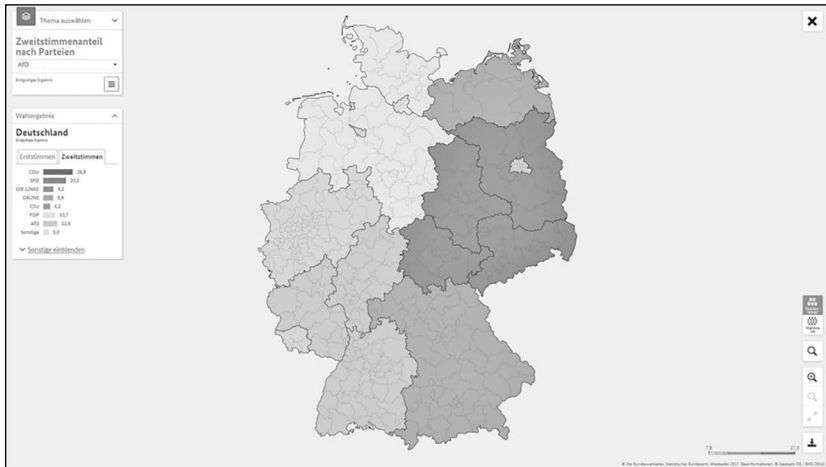 Thema auswählen
Zweitstimmenanteil
nach Parteien
AfD
Endgültiges Ergebnis
Wahlergebnis
Deutschland
Endgültiges Ergebnis
Erststimmen Zweitstimmen
CDU 26,8
SPD 20,5
DIE LINKE 9,2
GRÜNE 8,9
CSU 6,2
FDP 10,7
AfD 12,6
Sonstige 5,0
Sonstige einblenden